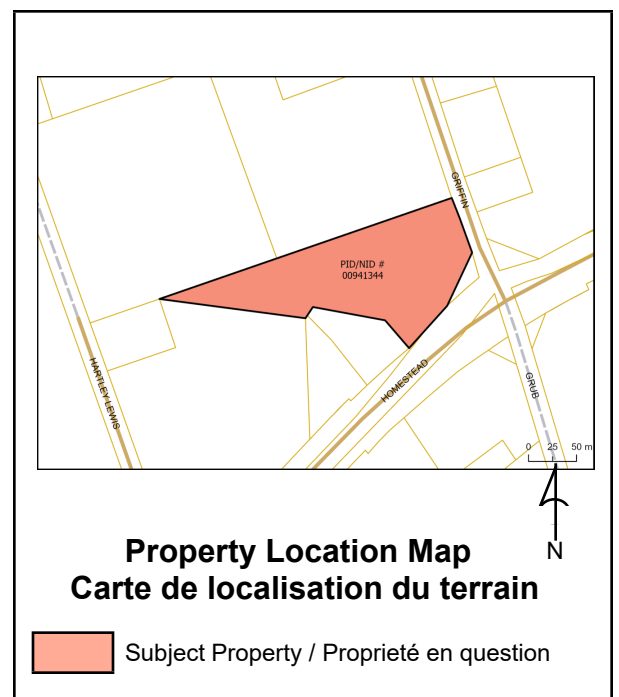 GRIFFIN
PID/NID #
00941344
HARTLEY LEWIS
HOMESTEAD
GRUB
0 25 50 m
N
Property Location Map
Carte de localisation du terrain
Subject Property / Proprieté en question